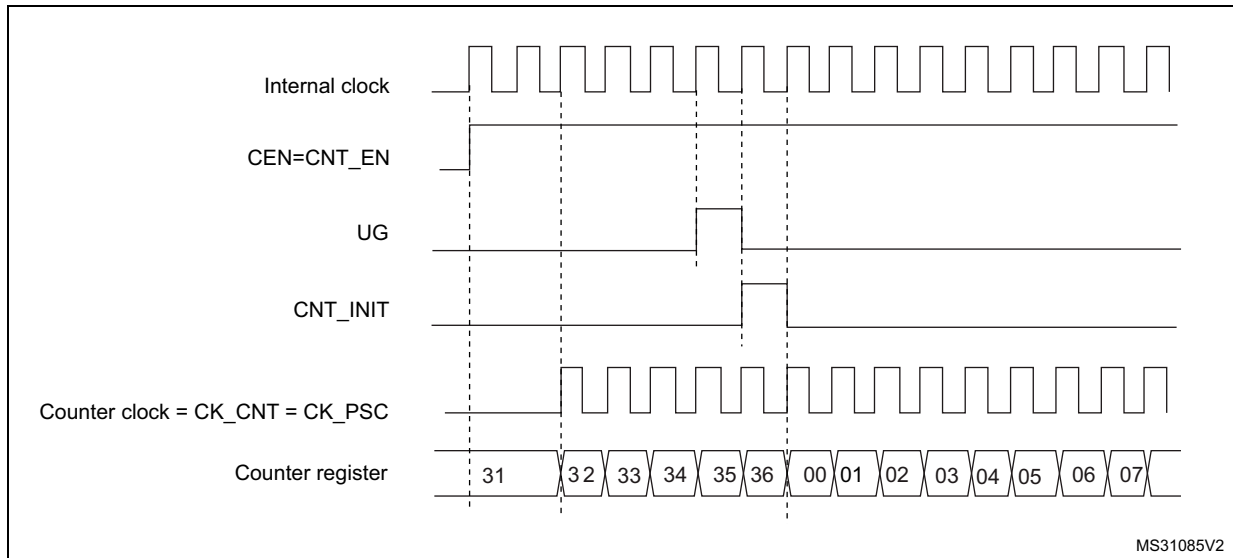 Internal clock
CEN=CNT_EN
UG
CNT_INIT
Counter clock = CK_CNT = CK_PSC
Counter register 31 32 33 34 35 36 00 01 02 03 04 05 06 07
MS31085V2